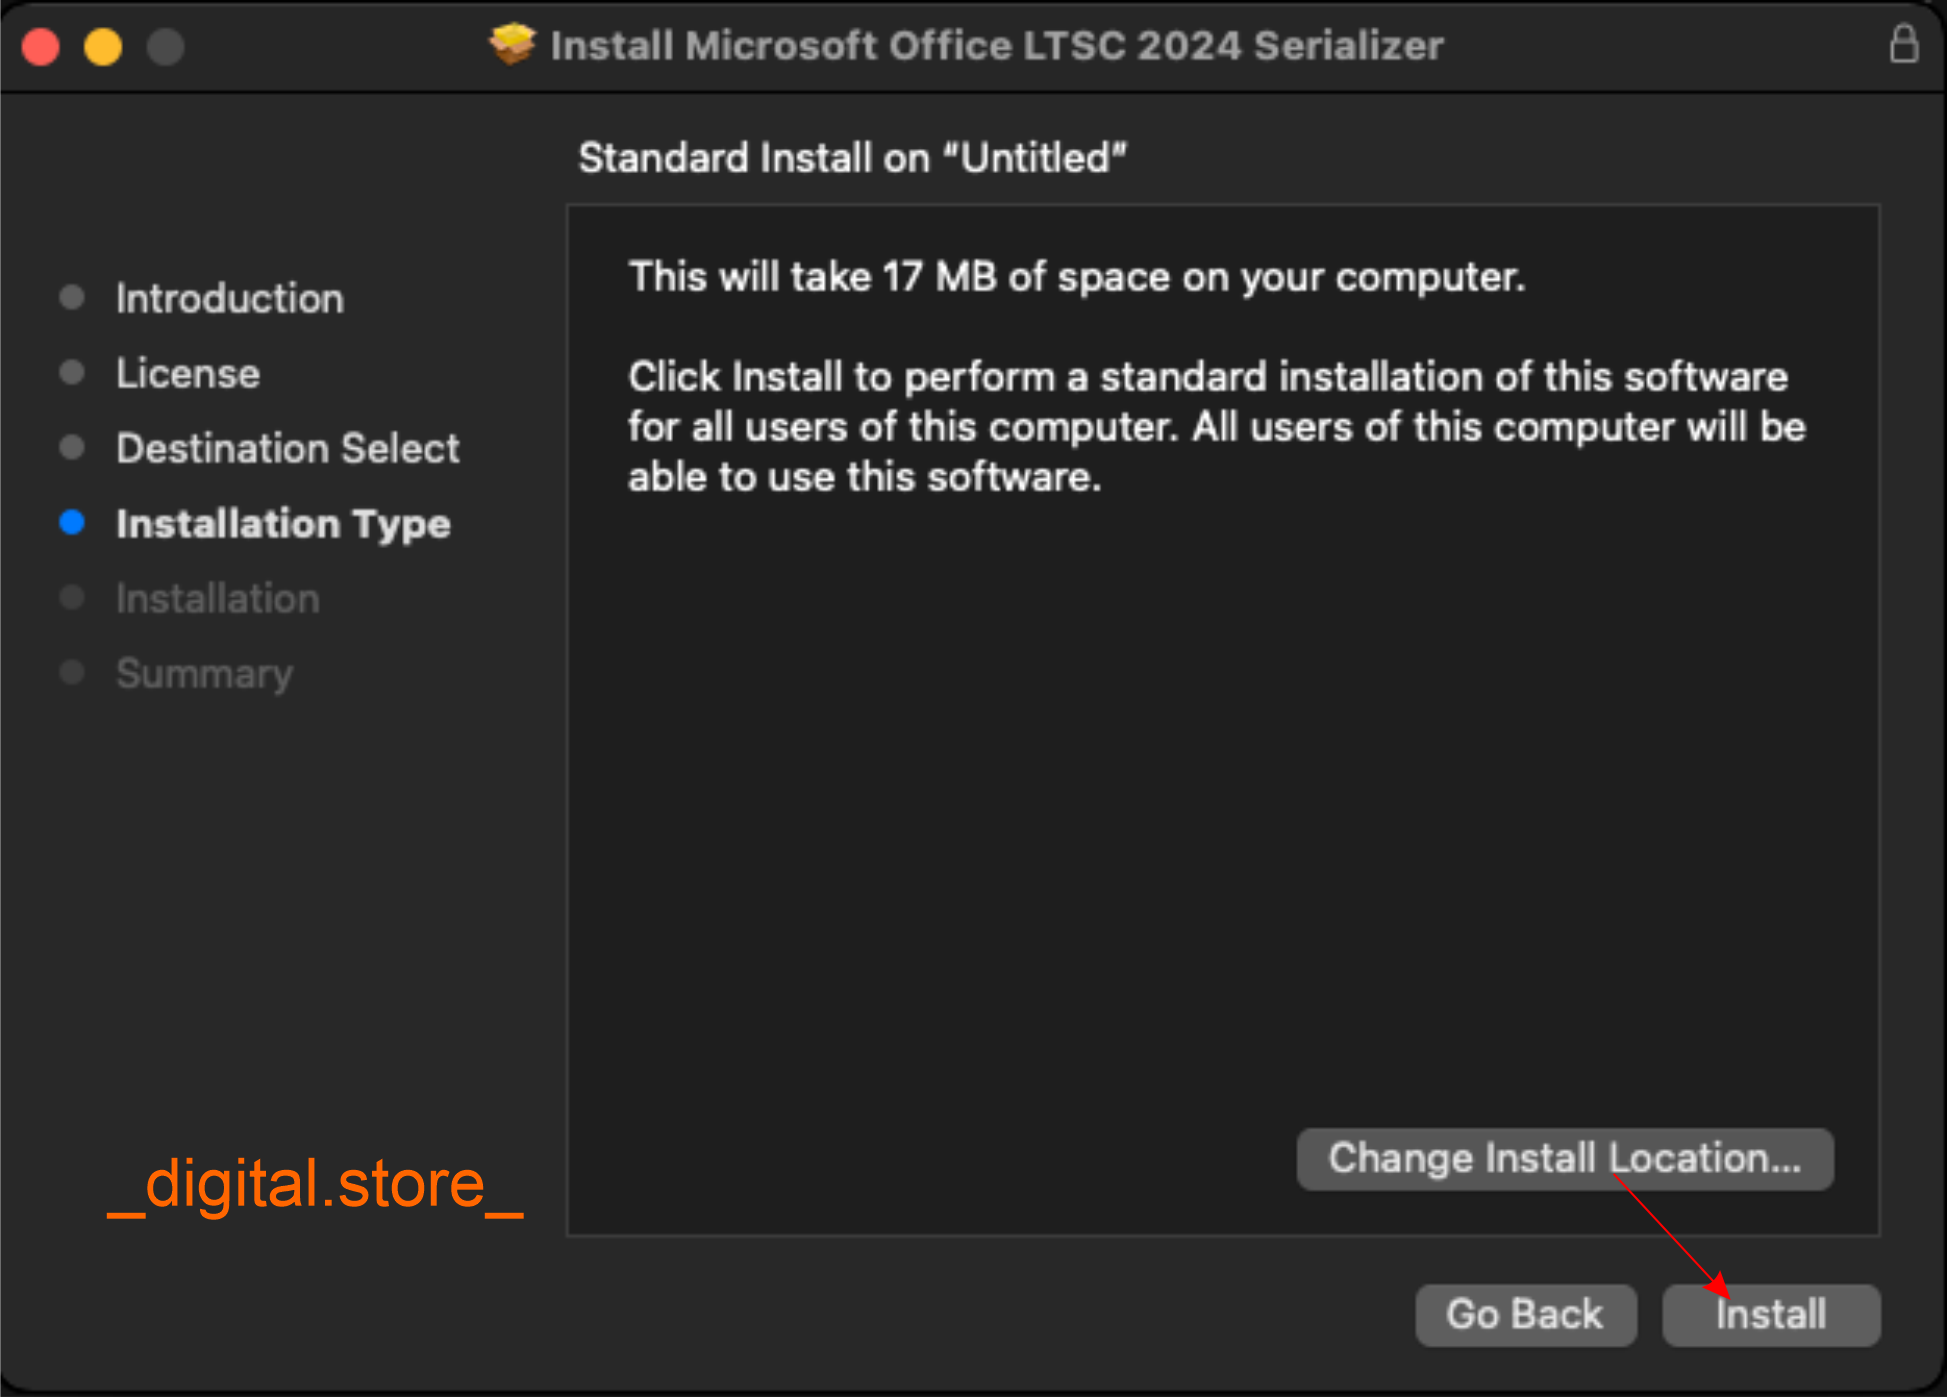 Install Microsoft Office LTSC 2024 Serializer
Standard Install on “Untitled”
Introduction
License
Destination Select
Installation Type
Installation
Summary
This will take 17 MB of space on your computer.
Click Install to perform a standard installation of this software
for all users of this computer. All users of this computer will be
able to use this software.
_digital.store_
Change Install Location...
Go Back
Install